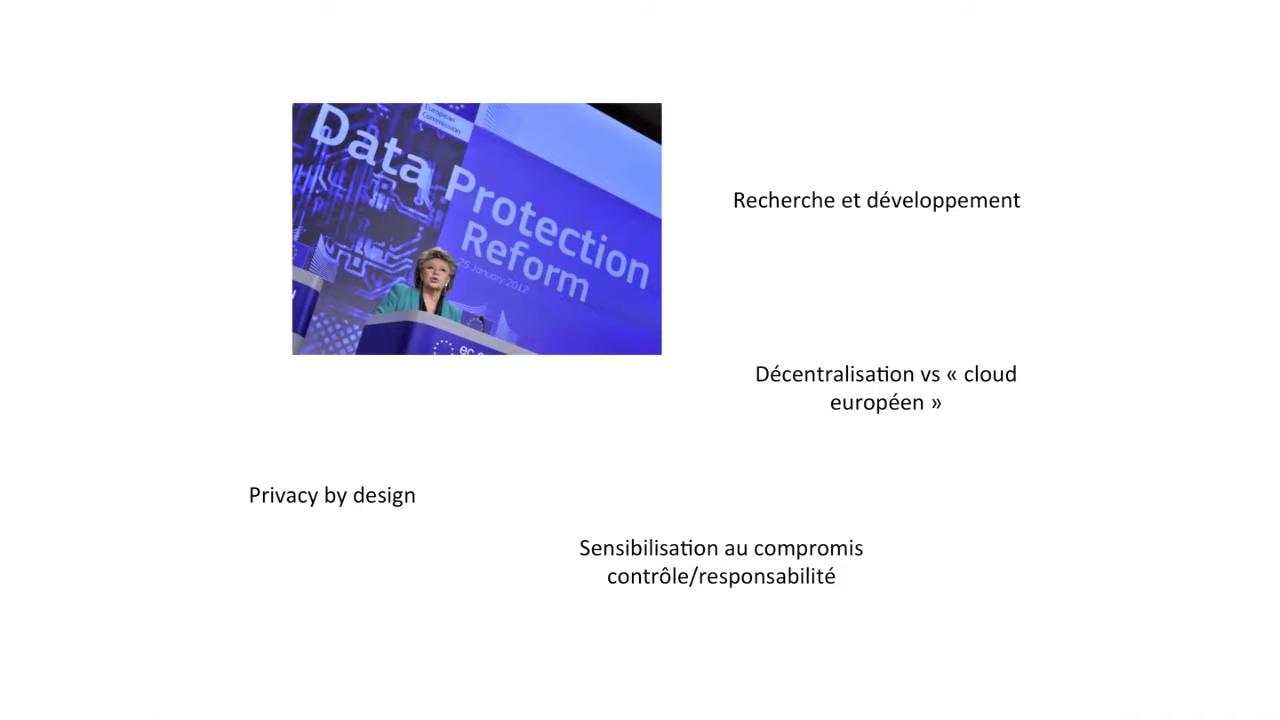 European
Commission
Data Protection
Reform
25 January 2012
ec
Recherche et développement
Décentralisation vs « cloud
européen »
Privacy by design
Sensibilisation au compromis
contrôle/responsabilité